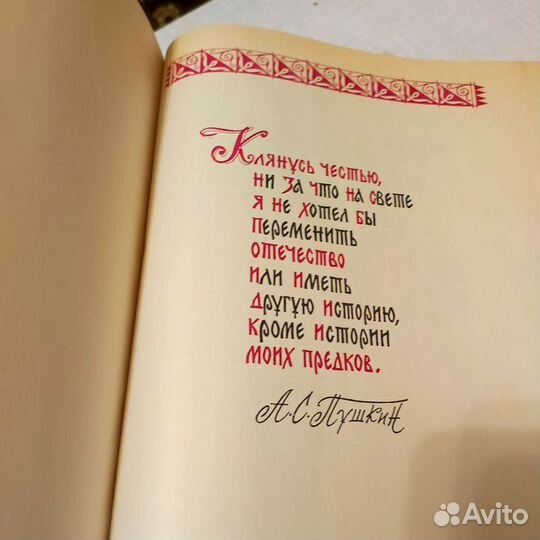 Клянусь честью,
ни за что на свете
я не хотел бы
переменить
отечество
или иметь
другую историю,
кроме истории
моих предков.
А.С.Пушкин
Avito